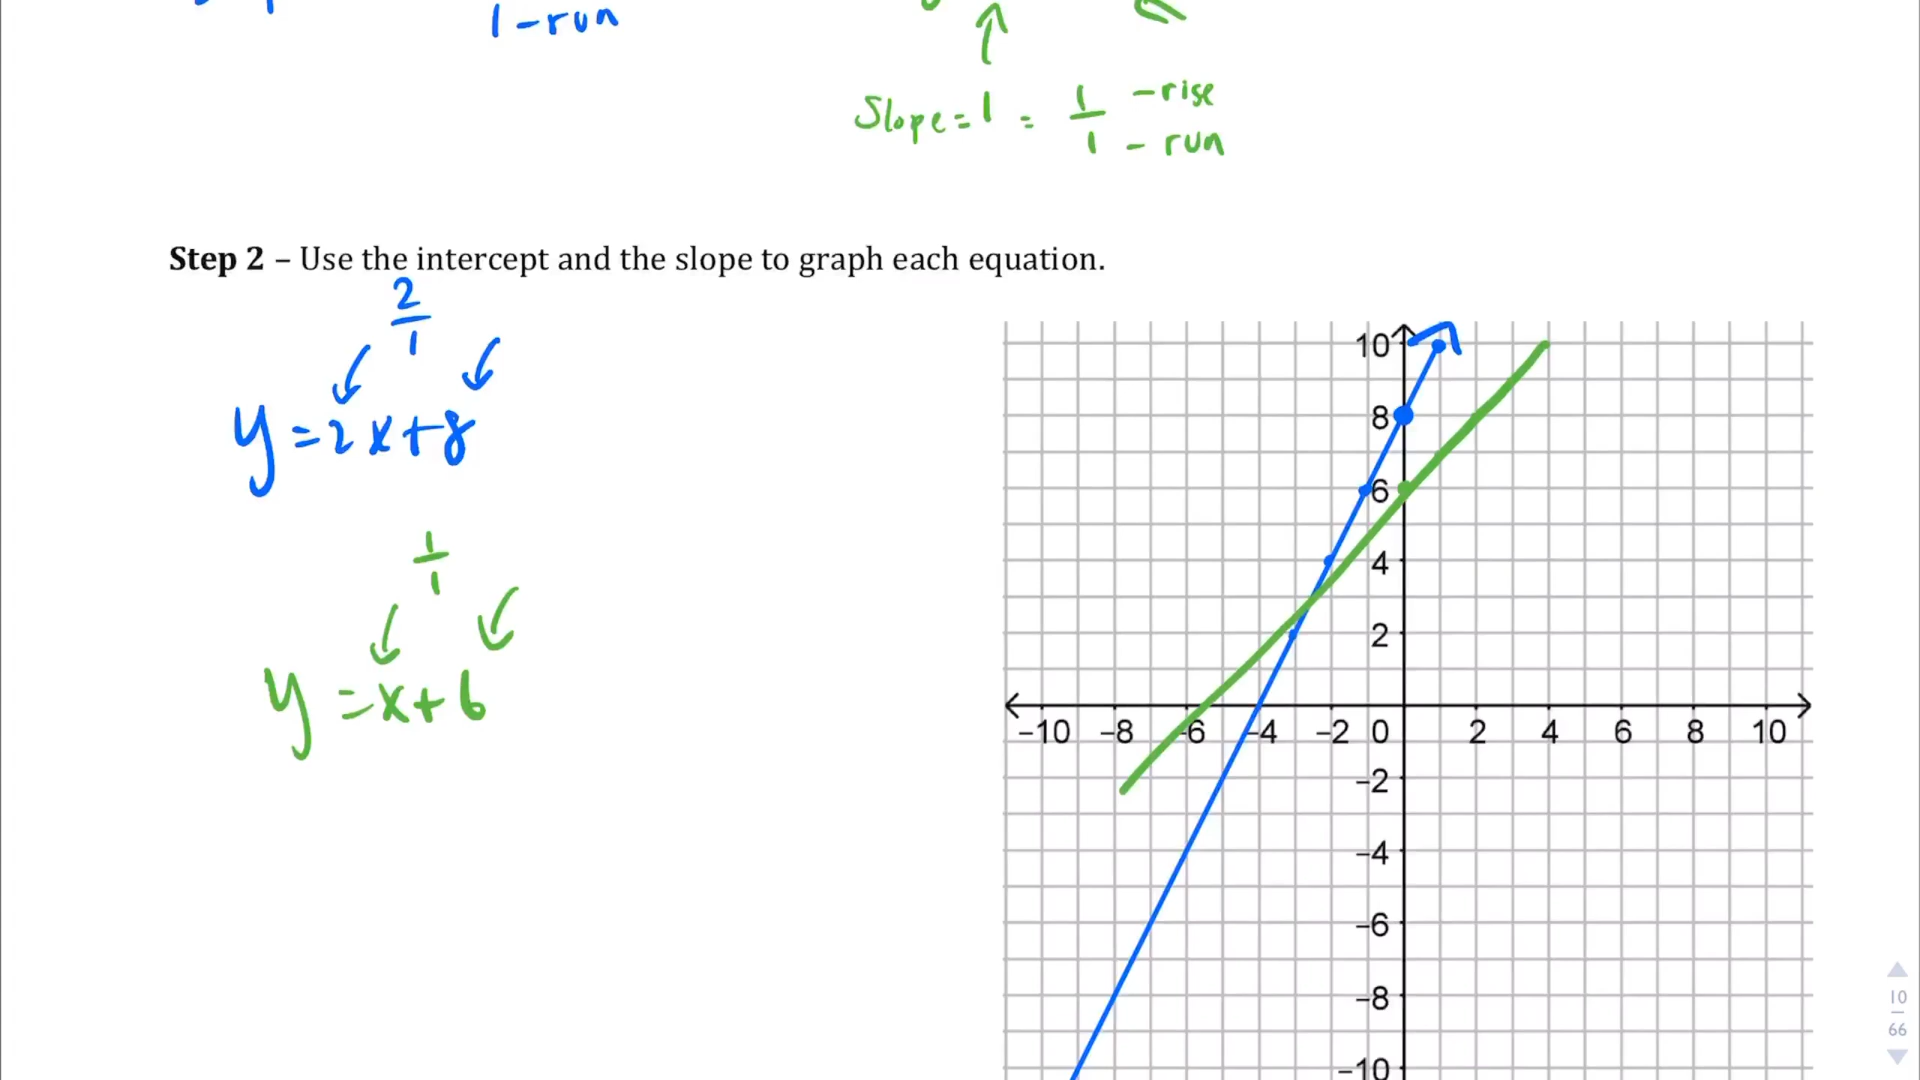 1 - run
Slope = 1 = 1/1 - rise - run
Step 2 – Use the intercept and the slope to graph each equation.
2/1
y = 2x + 8
1/1
y = x + 6
10
8
6
4
2
-10 -8 -6 -4 -2 0 2 4 6 8 10
-2
-4
-6
-8
-10
10
66